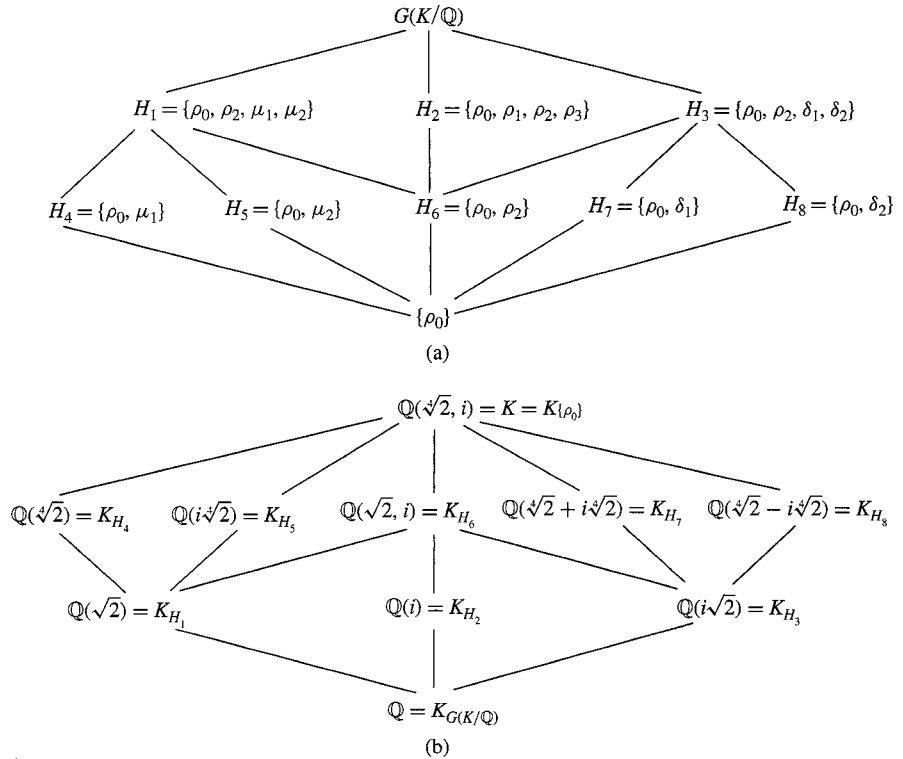 G(K/ℚ)
H₁ = {ρ₀, ρ₂, μ₁, μ₂} H₂ = {ρ₀, ρ₁, ρ₂, ρ₃} H₃ = {ρ₀, ρ₂, δ₁, δ₂}
H₄ = {ρ₀, μ₁} H₅ = {ρ₀, μ₂} H₆ = {ρ₀, ρ₂} H₇ = {ρ₀, δ₁} H₈ = {ρ₀, δ₂}
{ρ₀}
(a)
ℚ(∜2, i) = K = K_{ρ₀}
ℚ(∜2) = K_H₄ ℚ(i∜2) = K_H₅ ℚ(√2, i) = K_H₆ ℚ(∜2 + i∜2) = K_H₇ ℚ(∜2 − i∜2) = K_H₈
ℚ(√2) = K_H₁ ℚ(i) = K_H₂ ℚ(i√2) = K_H₃
ℚ = K_G(K/ℚ)
(b)